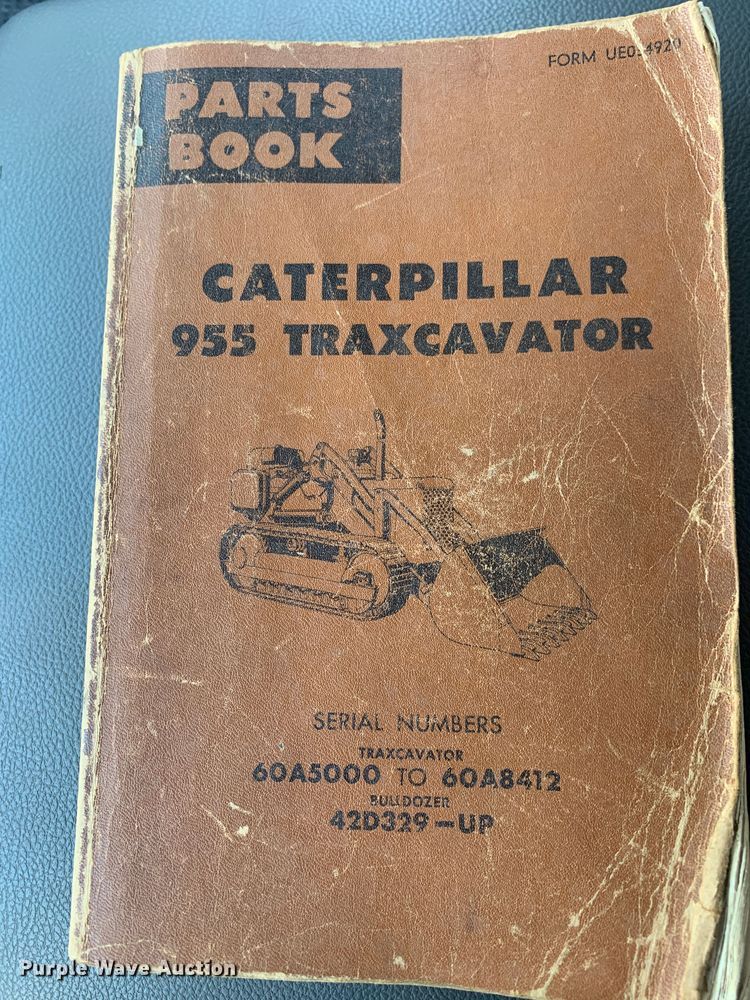 FORM
PARTS
BOOK
CATERPILLAR
955 TRAXCAVATOR
SERIAL NUMBERS
TRAXCAVATOR
60A5000 TO 60A8412
BULLDOZER
42D329-UP
Purple Wave Auction